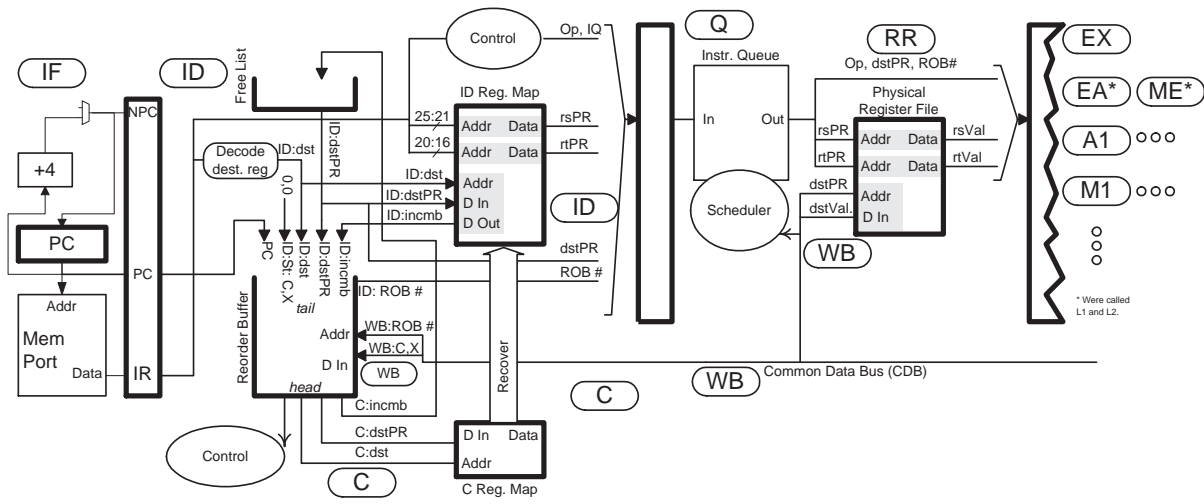 IF
ID
Free List
Control
Op, IQ
Q
Instr. Queue
In
Out
RR
Op, dstPR, ROB#
Physical
Register File
EX
EA*
ME*
A1
M1
NPC
+4
PC
PC
Addr
Mem
Port
Data
IR
Decode
dest. reg
ID:dst
ID:dstPR
25:21
20:16
ID Reg. Map
Addr
Data
rsPR
Addr
Data
rtPR
ID:dst
Addr
ID:dstPR
D In
ID:incmb
D Out
ID
dstPR
ROB #
0,0
PC
ID:St: C,X
ID:dst
ID:dstPR
ID:incmb
tail
ID: ROB #
Reorder Buffer
Addr
WB:ROB #
D In
WB:C,X
WB
head
C:incmb
C:dstPR
C:dst
Control
C
Recover
D In
Data
Addr
C Reg. Map
C
Scheduler
WB
WB
Common Data Bus (CDB)
rsPR
Addr
Data
rsVal
rtPR
Addr
Data
rtVal
dstPR
Addr
dstVal.
D In
* Were called
L1 and L2.